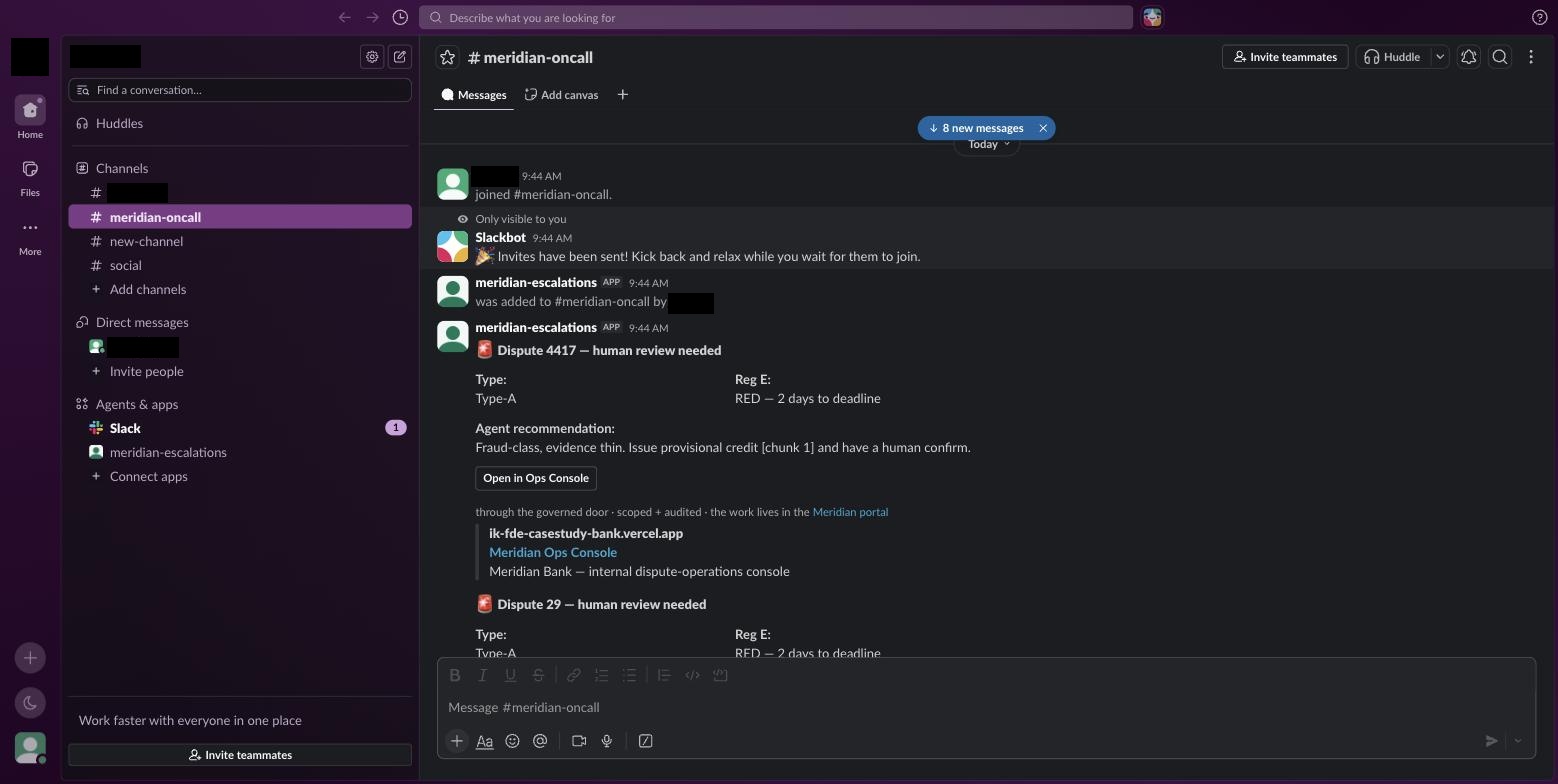 Describe what you are looking for
Home
Files
More
Find a conversation...
Huddles
Channels
# meridian-oncall
# new-channel
# social
+ Add channels
Direct messages
+ Invite people
Agents & apps
Slack 1
meridian-escalations
+ Connect apps
Work faster with everyone in one place
Invite teammates
# meridian-oncall
Invite teammates
Huddle
Messages
Add canvas
+
↓ 8 new messages ×
Today
9:44 AM
joined #meridian-oncall.
Only visible to you
Slackbot 9:44 AM
🎉 Invites have been sent! Kick back and relax while you wait for them to join.
meridian-escalations APP 9:44 AM
was added to #meridian-oncall by
meridian-escalations APP 9:44 AM
🚨 Dispute 4417 — human review needed
Type: Reg E:
Type-A RED — 2 days to deadline
Agent recommendation:
Fraud-class, evidence thin. Issue provisional credit [chunk 1] and have a human confirm.
Open in Ops Console
through the governed door · scoped + audited · the work lives in the Meridian portal
ik-fde-casestudy-bank.vercel.app
Meridian Ops Console
Meridian Bank — internal dispute-operations console
🚨 Dispute 29 — human review needed
Type: Reg E:
Type-A RED — 2 days to deadline
B I U S
Message #meridian-oncall
+ Aa @